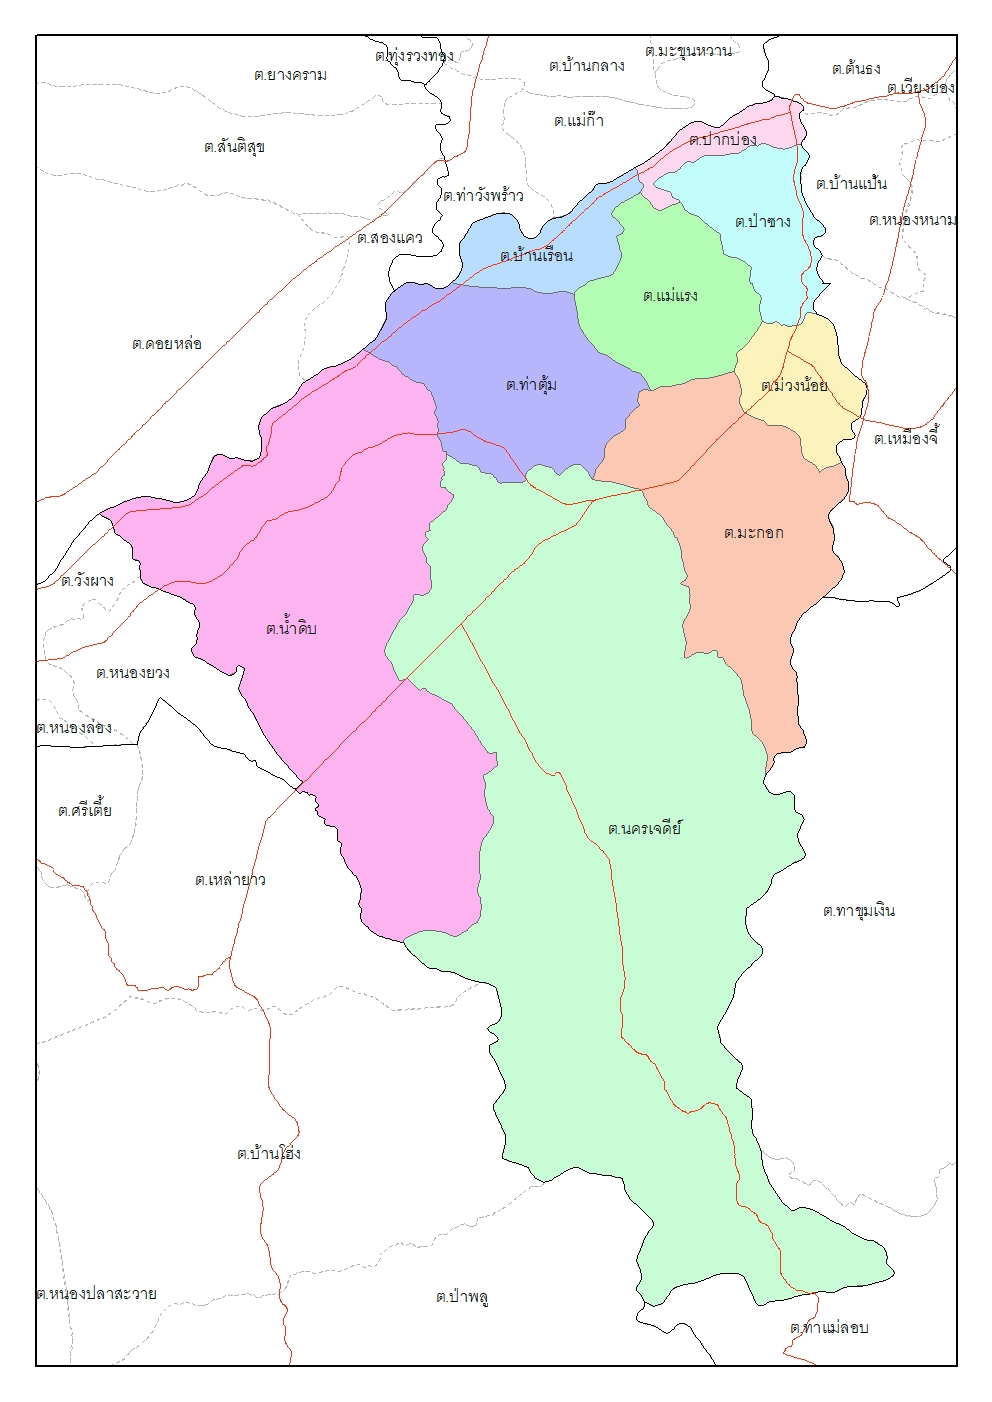 ต.ทุ่งรวงทอง
ต.มะขุนหวาน
ต.บ้านกลาง
ต.ต้นธง
ต.ยางคราม
ต.เวียงยอง
ต.แม่ก๊า
ต.ปากบ่อง
ต.สันติสุข
ต.บ้านแป้น
ต.ท่าวังพร้าว
ต.ป่าซาง
ต.หนองหนาม
ต.สองแคว
ต.บ้านเรือน
ต.แม่แรง
ต.ดอยหล่อ
ต.ท่าตุ้ม
ต.ม่วงน้อย
ต.เหมืองจี้
ต.มะกอก
ต.วังผาง
ต.น้ำดิบ
ต.หนองยวง
ต.หนองล่อง
ต.ศรีเตี้ย
ต.นครเจดีย์
ต.เหล่ายาว
ต.ทาขุมเงิน
ต.บ้านโฮ่ง
ต.หนองปลาสะวาย
ต.ป่าพลู
ต.ทาแม่ลอบ